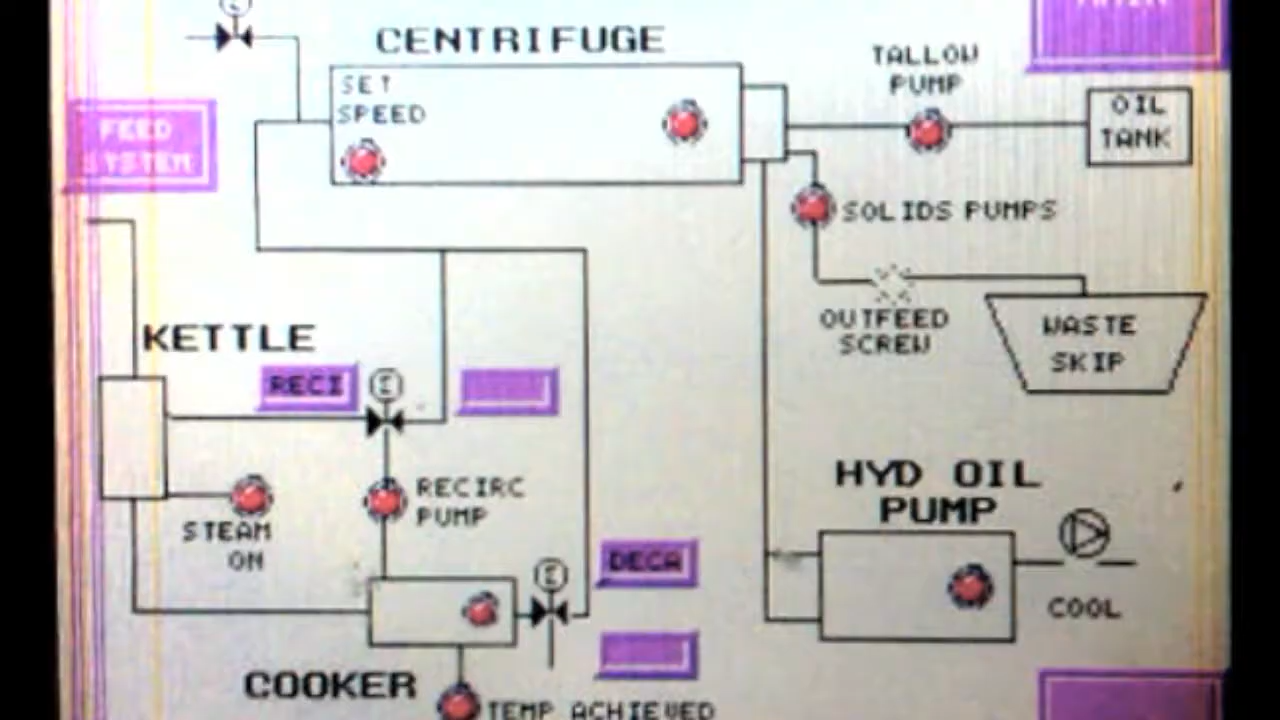 CENTRIFUGE
TALLOW
PUMP
SET
SPEED
OIL
TANK
FEED
SYSTEM
SOLIDS PUMPS
OUTFEED
SCREW
WASTE
SKIP
KETTLE
RECI
HYD OIL
PUMP
RECIRC
PUMP
STEAM
ON
DECA
COOL
COOKER
TEMP ACHIEVED